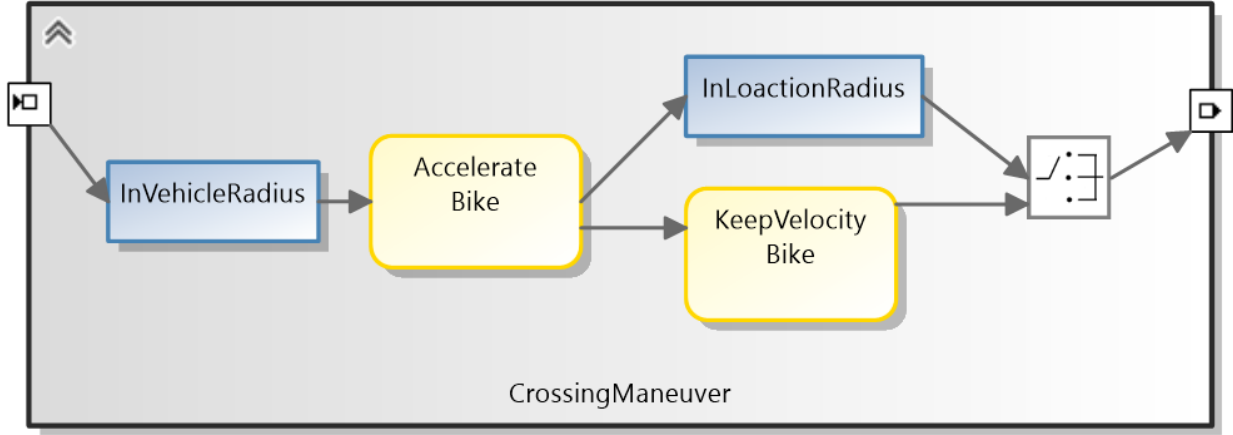 InVehicleRadius
Accelerate
Bike
InLoactionRadius
KeepVelocity
Bike
CrossingManeuver